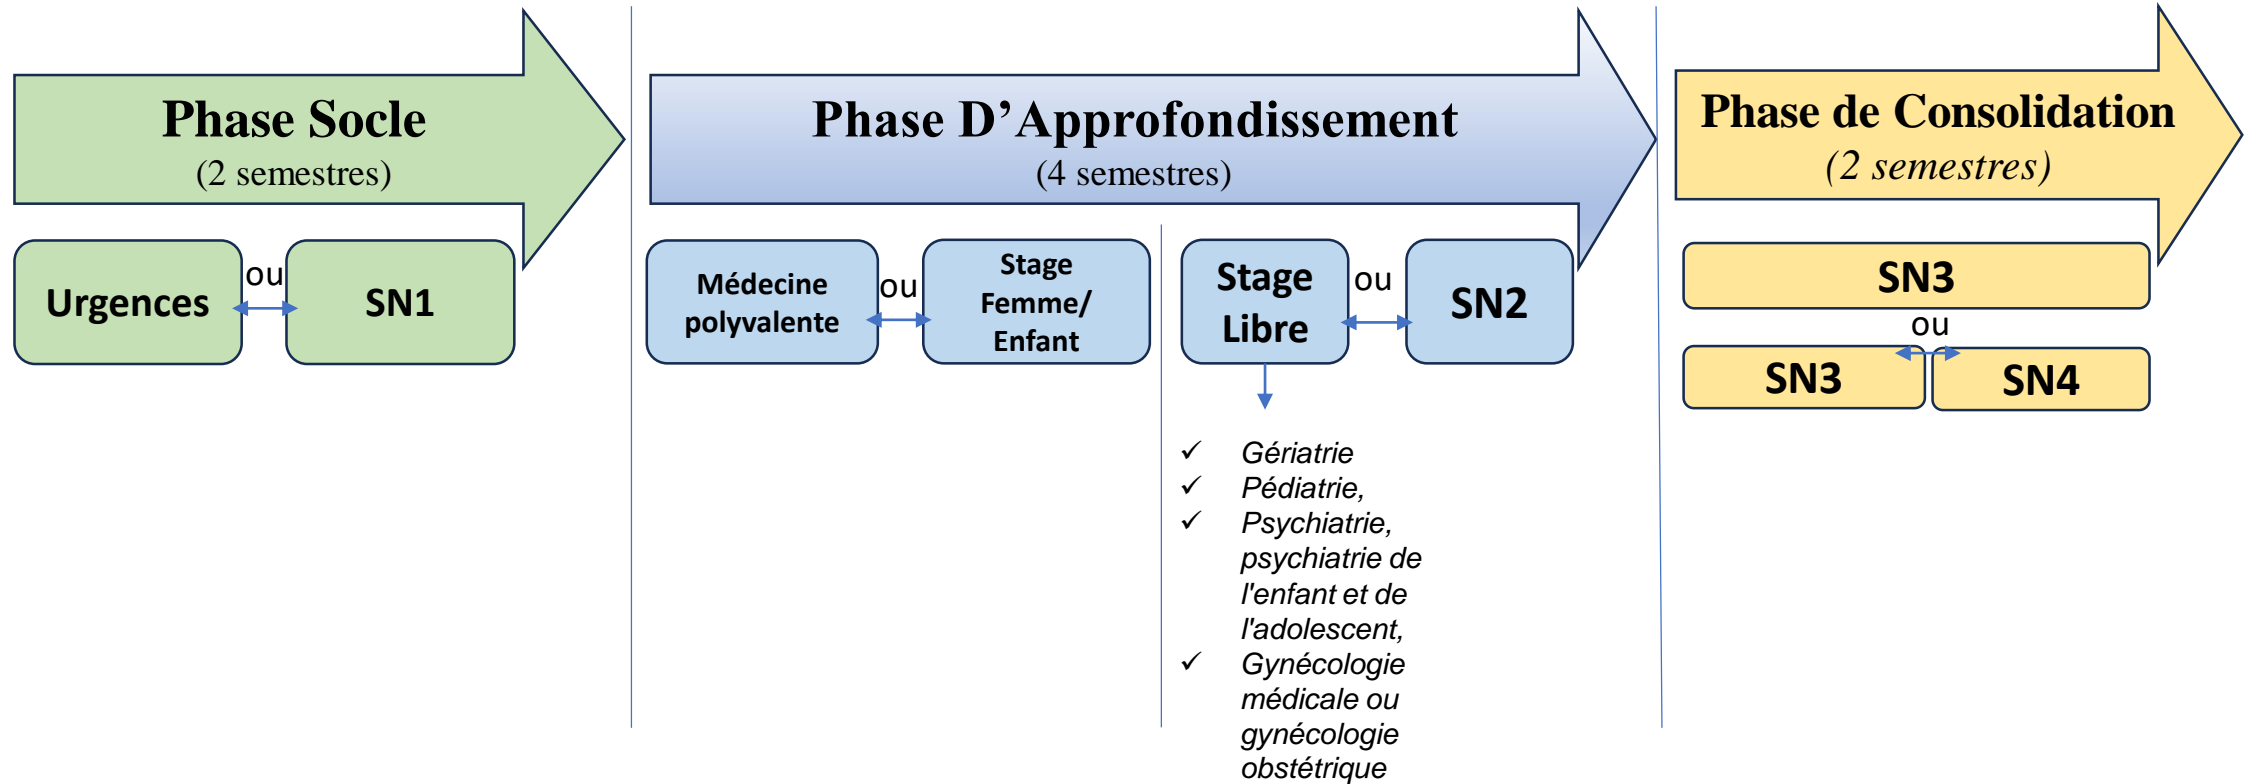 Phase Socle
(2 semestres)
Phase D’Approfondissement
(4 semestres)
Phase de Consolidation
(2 semestres)
Urgences
ou
SN1
Médecine
polyvalente
ou
Stage
Femme/
Enfant
Stage
Libre
ou
SN2
✓ Gériatrie
✓ Pédiatrie,
✓ Psychiatrie,
psychiatrie de
l'enfant et de
l'adolescent,
✓ Gynécologie
médicale ou
gynécologie
obstétrique
SN3
ou
SN3
SN4